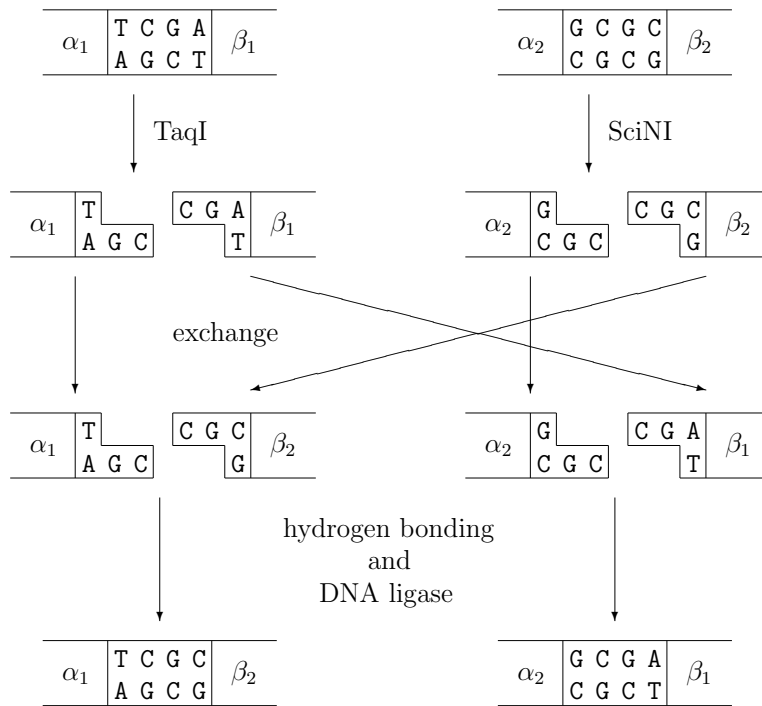 α₁ T C G A β₁
A G C T
α₂ G C G C β₂
C G C G
TaqI
SciNI
α₁ T C G A β₁
A G C T
α₂ G C G C β₂
C G C G
exchange
α₁ T C G C β₂
A G C G
α₂ G C G A β₁
C G C T
hydrogen bonding
and
DNA ligase
α₁ T C G C β₂
A G C G
α₂ G C G A β₁
C G C T